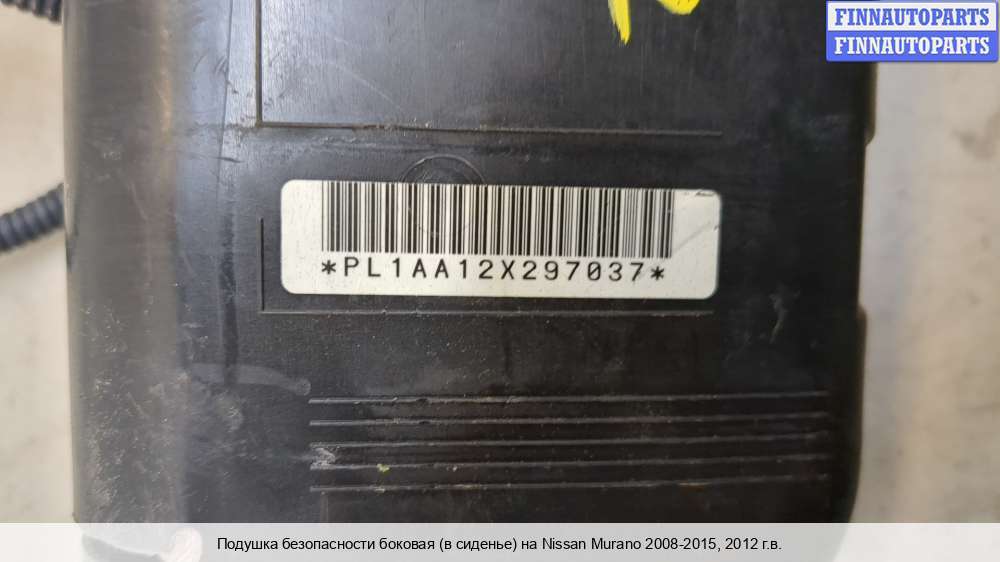 FINNAUTOPARTS
FINNAUTOPARTS
*PL1AA12X297037*
Подушка безопасности боковая (в сиденье) на Nissan Murano 2008-2015, 2012 г.в.